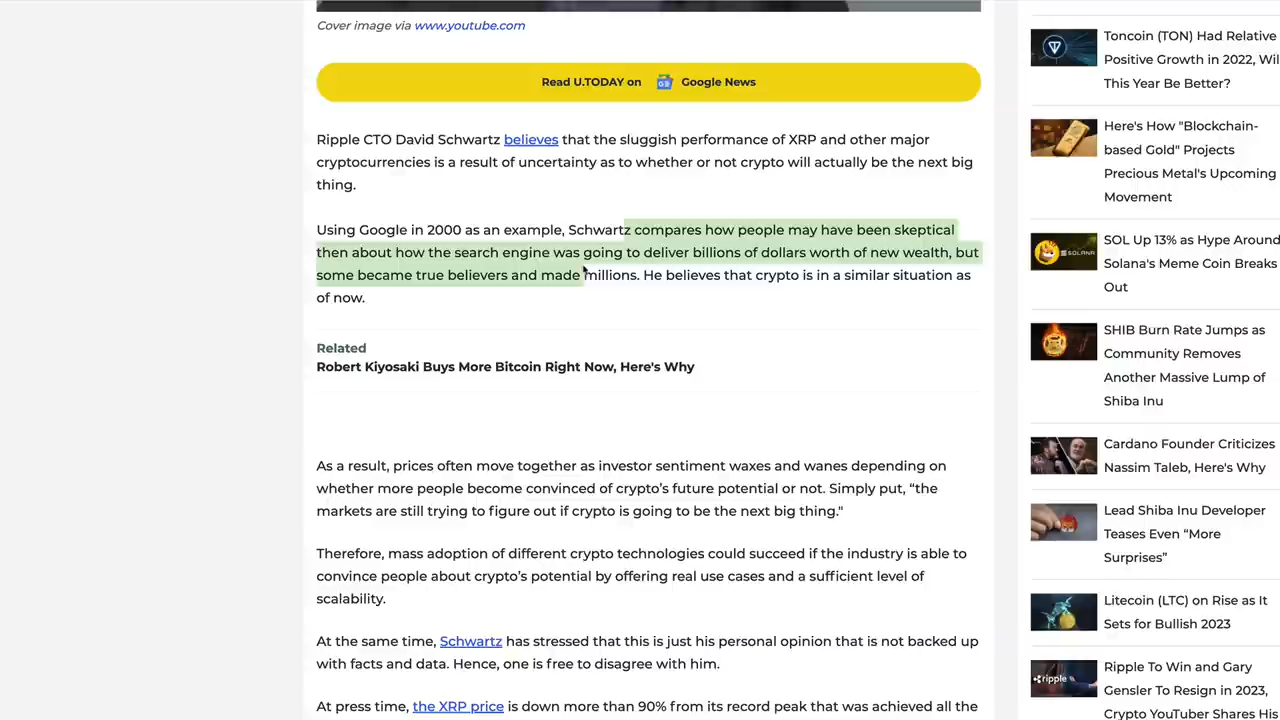 Cover image via www.youtube.com
Read U.TODAY on Google News
Ripple CTO David Schwartz believes that the sluggish performance of XRP and other major
cryptocurrencies is a result of uncertainty as to whether or not crypto will actually be the next big
thing.
Using Google in 2000 as an example, Schwartz compares how people may have been skeptical
then about how the search engine was going to deliver billions of dollars worth of new wealth, but
some became true believers and made millions. He believes that crypto is in a similar situation as
of now.
Related
Robert Kiyosaki Buys More Bitcoin Right Now, Here's Why
As a result, prices often move together as investor sentiment waxes and wanes depending on
whether more people become convinced of crypto’s future potential or not. Simply put, “the
markets are still trying to figure out if crypto is going to be the next big thing."
Therefore, mass adoption of different crypto technologies could succeed if the industry is able to
convince people about crypto’s potential by offering real use cases and a sufficient level of
scalability.
At the same time, Schwartz has stressed that this is just his personal opinion that is not backed up
with facts and data. Hence, one is free to disagree with him.
At press time, the XRP price is down more than 90% from its record peak that was achieved all the
Toncoin (TON) Had Relative
Positive Growth in 2022, Wil
This Year Be Better?
Here's How "Blockchain-
based Gold" Projects
Precious Metal's Upcoming
Movement
SOL Up 13% as Hype Around
Solana's Meme Coin Breaks
Out
SOLANA
SHIB Burn Rate Jumps as
Community Removes
Another Massive Lump of
Shiba Inu
Cardano Founder Criticizes
Nassim Taleb, Here's Why
Lead Shiba Inu Developer
Teases Even “More
Surprises”
Litecoin (LTC) on Rise as It
Sets for Bullish 2023
Ripple To Win and Gary
Gensler To Resign in 2023,
Crypto YouTuber Shares His
ripple